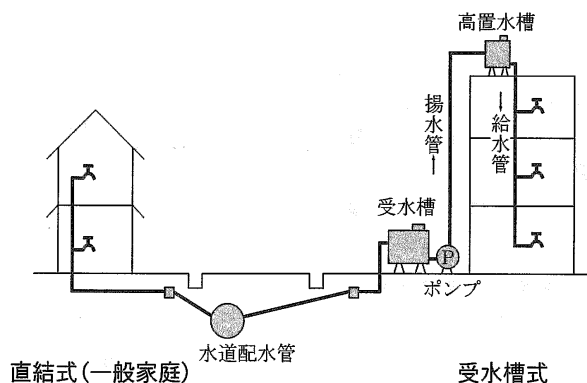 高置水槽
揚水管→
←給水管
受水槽
P
ポンプ
水道配水管
直結式(一般家庭)
受水槽式